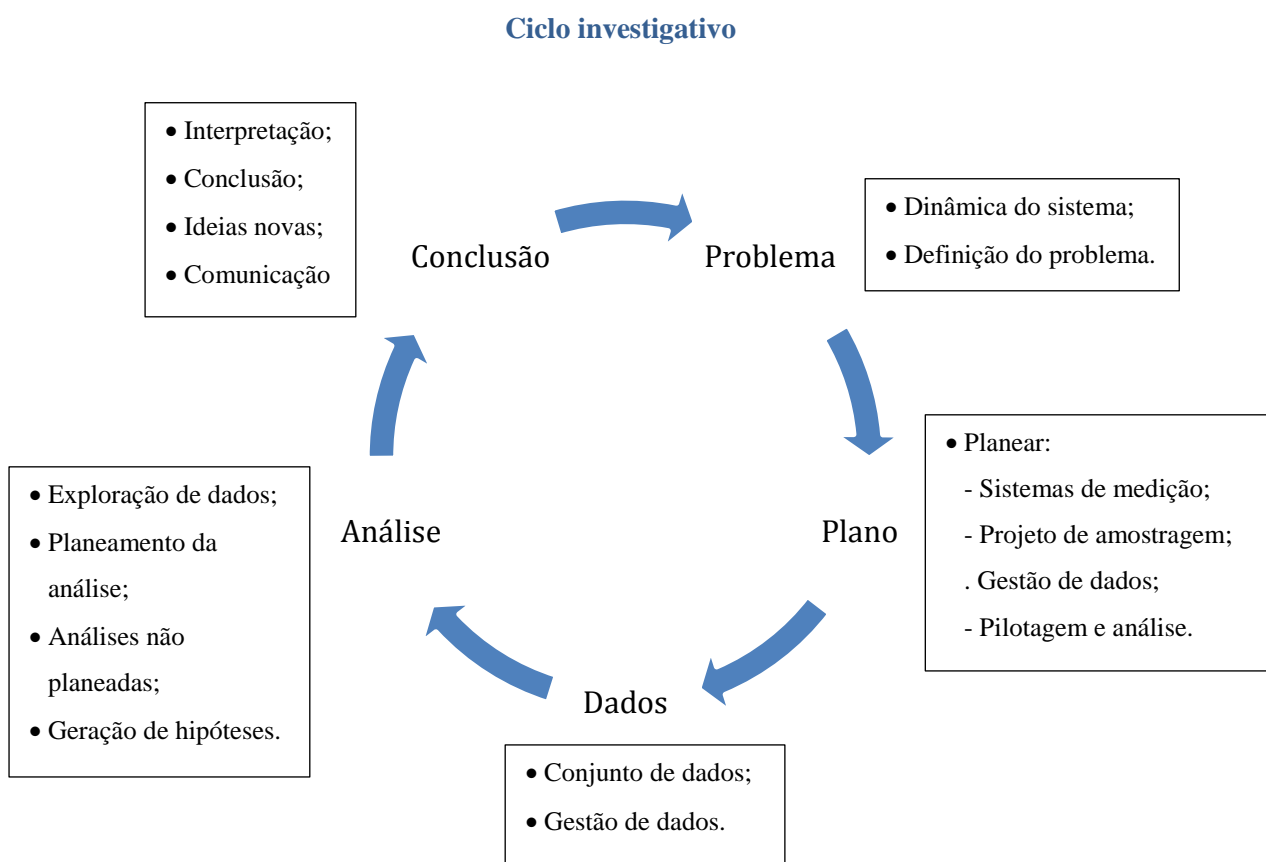 Ciclo investigativo
• Interpretação;
• Conclusão;
• Ideias novas;
• Comunicação
Conclusão
Problema
• Dinâmica do sistema;
• Definição do problema.
Plano
• Planear:
- Sistemas de medição;
- Projeto de amostragem;
. Gestão de dados;
- Pilotagem e análise.
Dados
• Conjunto de dados;
• Gestão de dados.
Análise
• Exploração de dados;
• Planeamento da
análise;
• Análises não
planeadas;
• Geração de hipóteses.